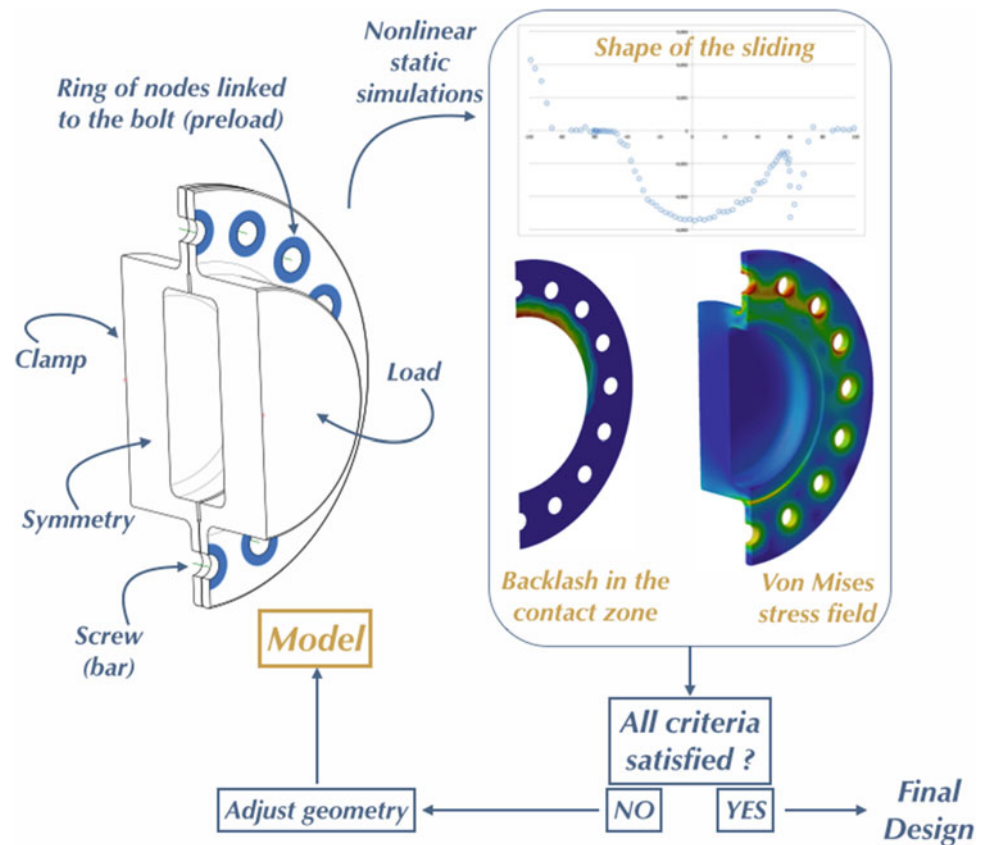 Nonlinear
static
simulations
Ring of nodes linked
to the bolt (preload)
Clamp
Load
Symmetry
Screw
(bar)
Model
Shape of the sliding
Backlash in the
contact zone
Von Mises
stress field
All criteria
satisfied ?
NO
YES
Adjust geometry
Final
Design